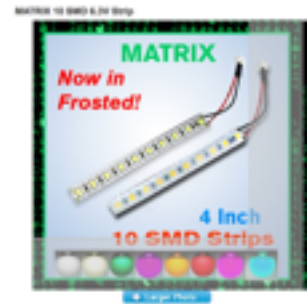 MATRIX 10 SMD 6.3V Strip
MATRIX
Now in
Frosted!
4 Inch
10 SMD Strips
Larger Photo